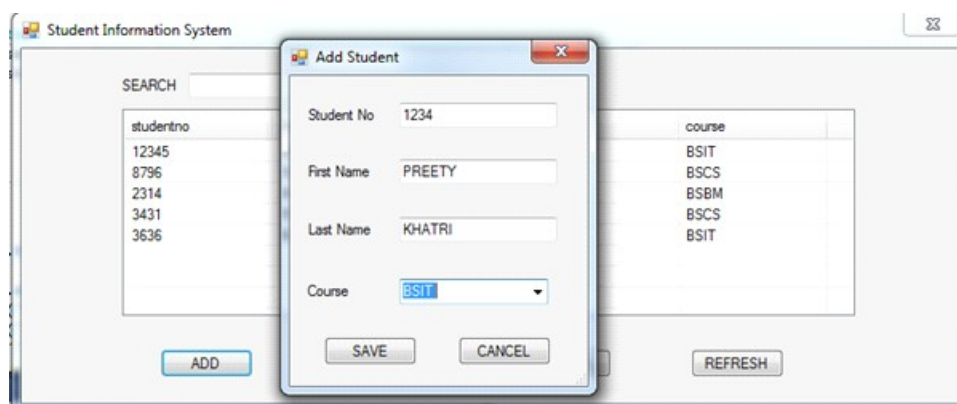 Student Information System
SEARCH
studentno course
12345 BSIT
8796 BSCS
2314 BSBM
3431 BSCS
3636 BSIT
ADD REFRESH
Add Student
Student No 1234
First Name PREETY
Last Name KHATRI
Course BSIT
SAVE CANCEL